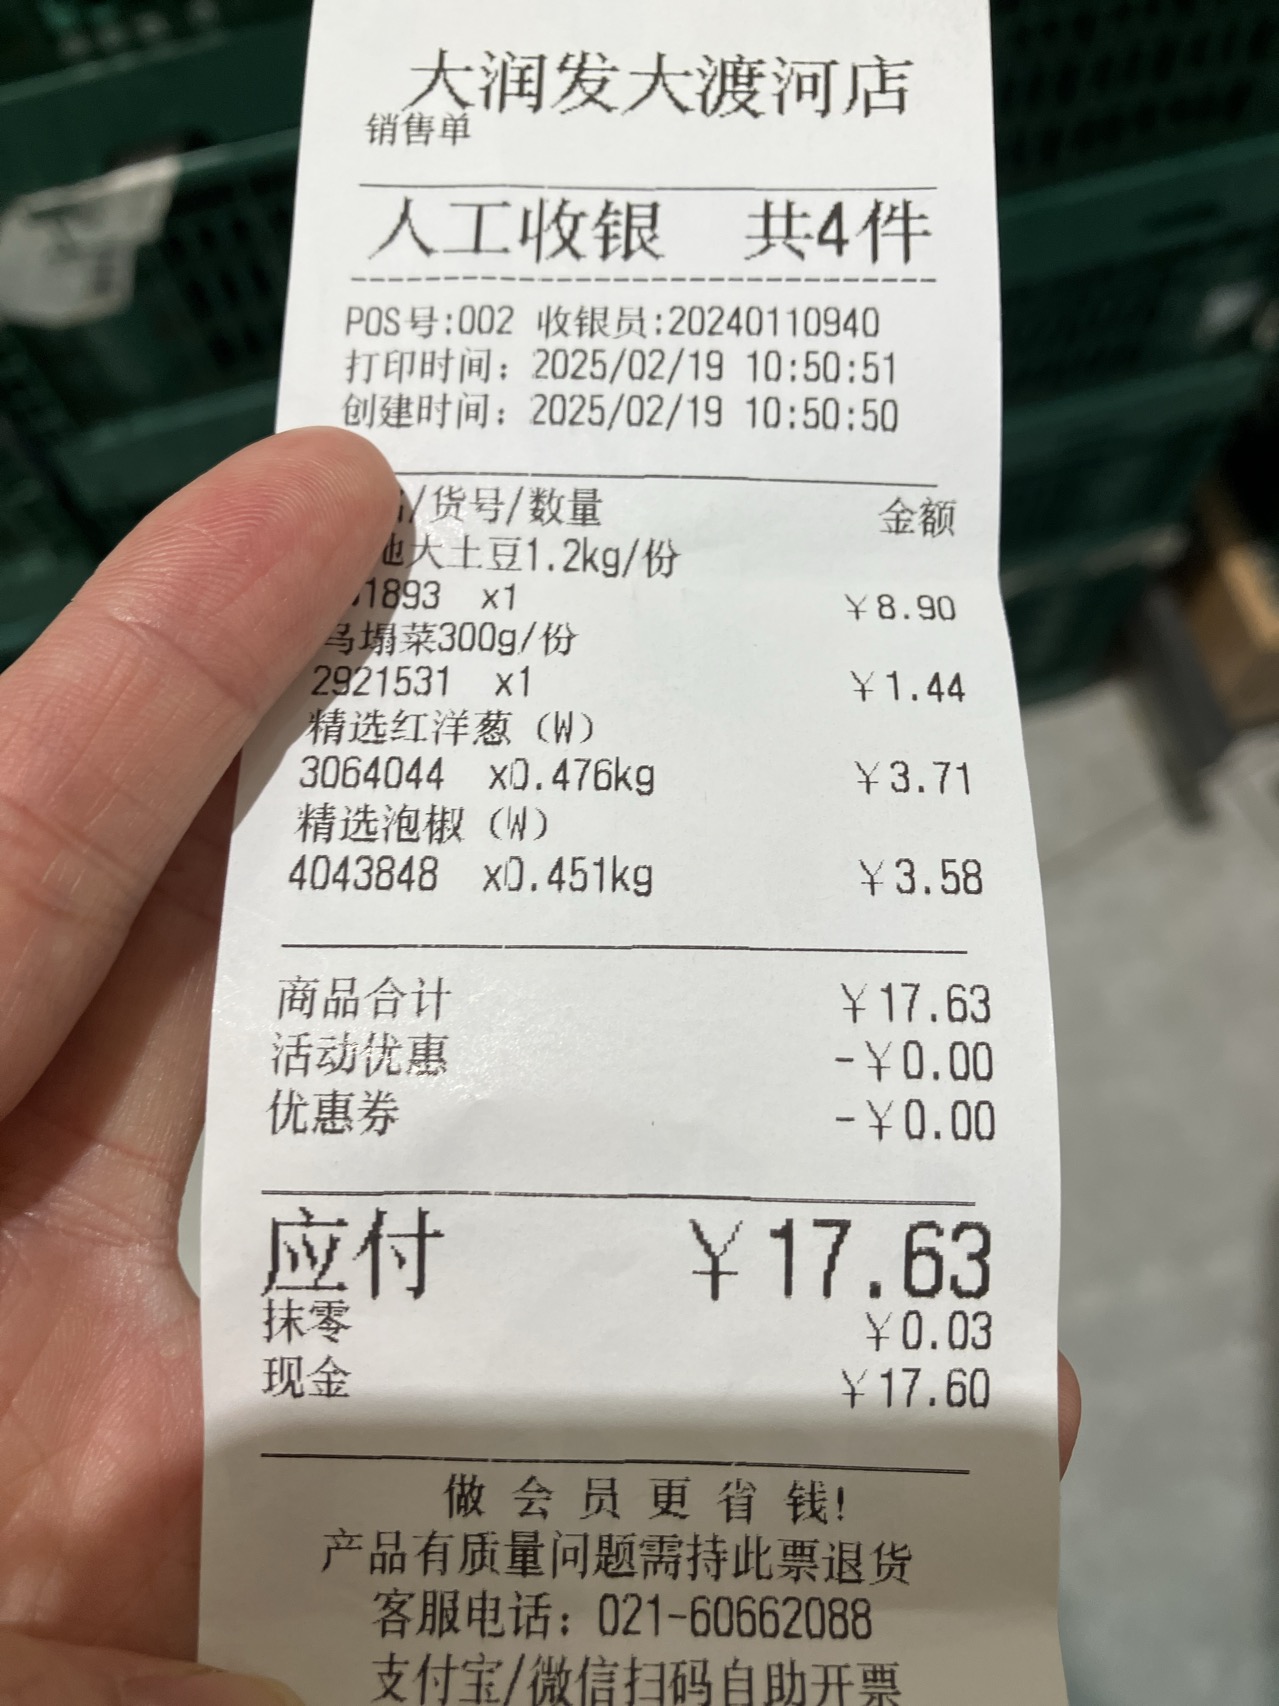 大润发大渡河店
销售单
人工收银 共4件
POS号:002 收银员:20240110940
打印时间: 2025/02/19 10:50:51
创建时间: 2025/02/19 10:50:50
/货号/数量 金额
地大土豆1.2kg/份
1893 x1 ¥8.90
乌塌菜300g/份
2921531 x1 ¥1.44
精选红洋葱(W)
3064044 x0.476kg ¥3.71
精选泡椒(W)
4043848 x0.451kg ¥3.58
商品合计 ¥17.63
活动优惠 -¥0.00
优惠券 -¥0.00
应付 ¥17.63
抹零 ¥0.03
现金 ¥17.60
做会员更省钱!
产品有质量问题需持此票退货
客服电话: 021-60662088
支付宝/微信扫码自助开票